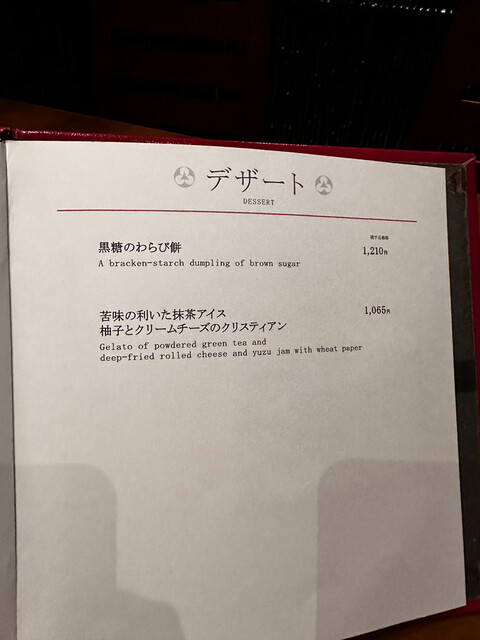 デザート
DESSERT
黒糖のわらび餅
1,210円
A bracken-starch dumpling of brown sugar
苦味の利いた抹茶アイス
1,065円
柚子とクリームチーズのクリスティアン
Gelato of powdered green tea and
deep-fried rolled cheese and yuzu jam with wheat paper